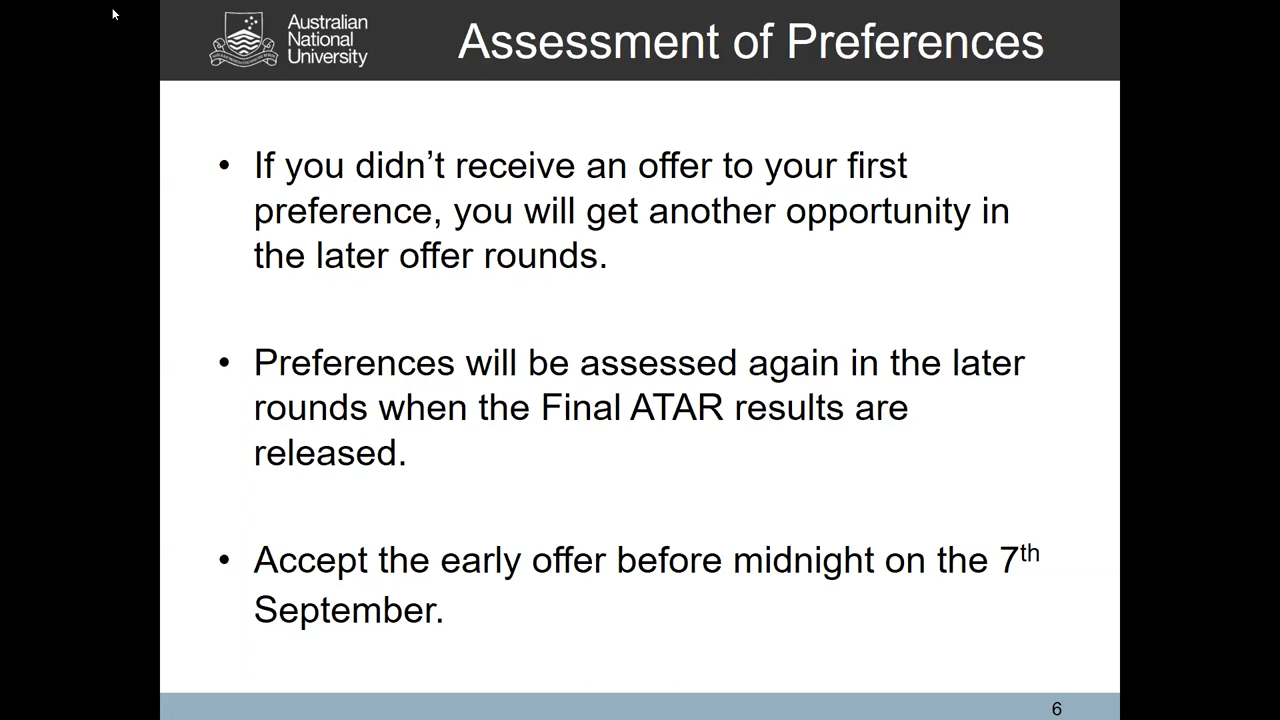 Australian
National
University
Assessment of Preferences
• If you didn’t receive an offer to your first
preference, you will get another opportunity in
the later offer rounds.
• Preferences will be assessed again in the later
rounds when the Final ATAR results are
released.
• Accept the early offer before midnight on the 7th
September.
6